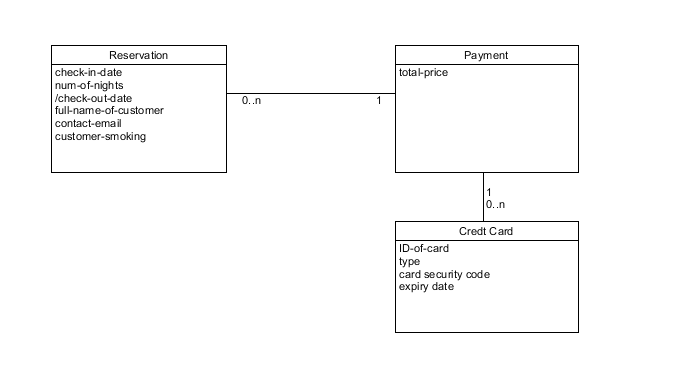 Reservation
check-in-date
num-of-nights
/check-out-date
full-name-of-customer
contact-email
customer-smoking
0..n
1
Payment
total-price
1
0..n
Credt Card
ID-of-card
type
card security code
expiry date